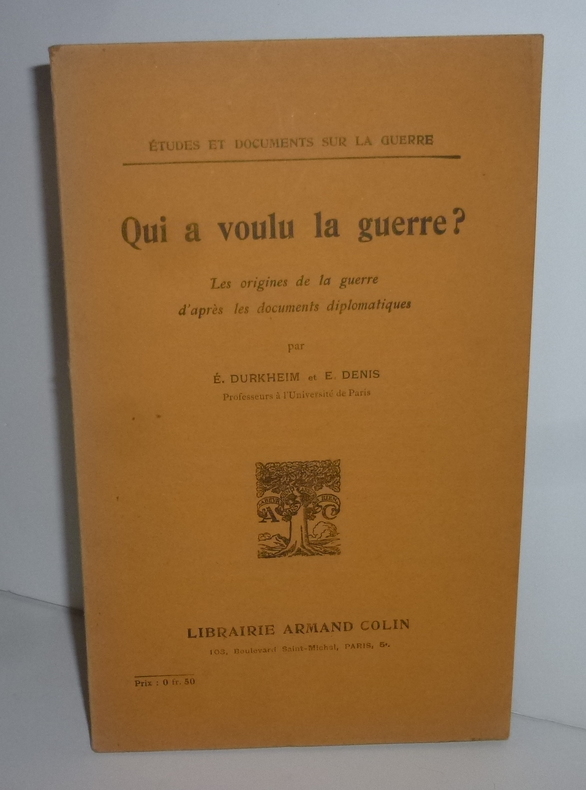 ÉTUDES ET DOCUMENTS SUR LA GUERRE
Qui a voulu la guerre?
Les origines de la guerre
d'après les documents diplomatiques
par
É. DURKHEIM et E. DENIS
Professeurs à l'Université de Paris
A C
LIBRAIRIE ARMAND COLIN
103, Boulevard Saint-Michel, PARIS, 5e.
Prix : 0 fr. 50